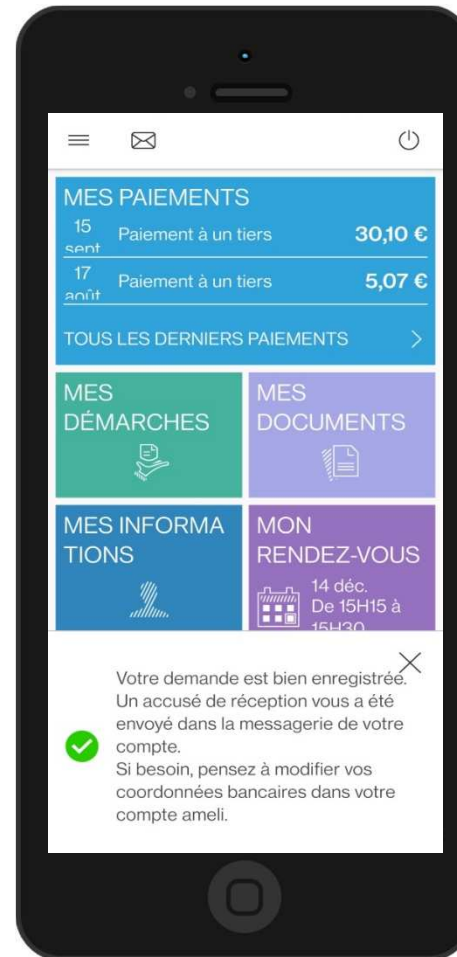 MES PAIEMENTS
15 sept Paiement à un tiers 30,10 €
17 août Paiement à un tiers 5,07 €
TOUS LES DERNIERS PAIEMENTS
MES DÉMARCHES
MES DOCUMENTS
MES INFORMA
TIONS
MON
RENDEZ-VOUS
14 déc.
De 15H15 à
15H30
Votre demande est bien enregistrée.
Un accusé de réception vous a été
envoyé dans la messagerie de votre
compte.
Si besoin, pensez à modifier vos
coordonnées bancaires dans votre
compte ameli.